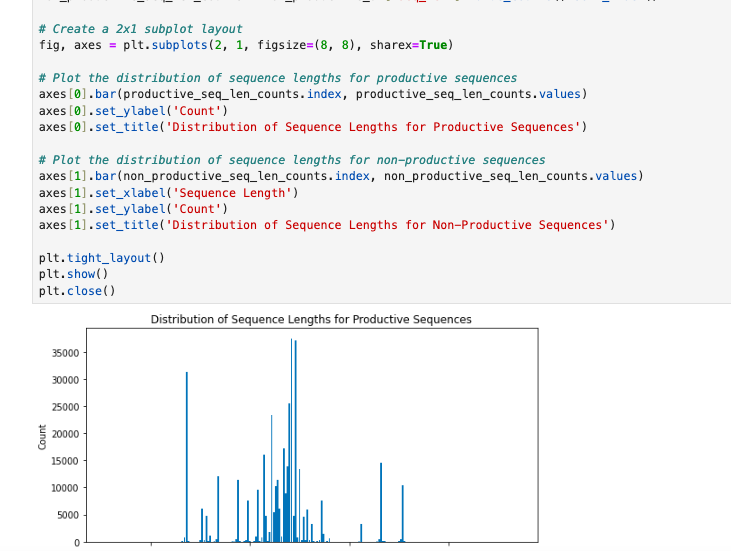 # Create a 2x1 subplot layout
fig, axes = plt.subplots(2, 1, figsize=(8, 8), sharex=True)
# Plot the distribution of sequence lengths for productive sequences
axes[0].bar(productive_seq_len_counts.index, productive_seq_len_counts.values)
axes[0].set_ylabel('Count')
axes[0].set_title('Distribution of Sequence Lengths for Productive Sequences')
# Plot the distribution of sequence lengths for non-productive sequences
axes[1].bar(non_productive_seq_len_counts.index, non_productive_seq_len_counts.values)
axes[1].set_xlabel('Sequence Length')
axes[1].set_ylabel('Count')
axes[1].set_title('Distribution of Sequence Lengths for Non-Productive Sequences')
plt.tight_layout()
plt.show()
plt.close()
Distribution of Sequence Lengths for Productive Sequences
35000
30000
25000
20000
15000
10000
5000
0
Count